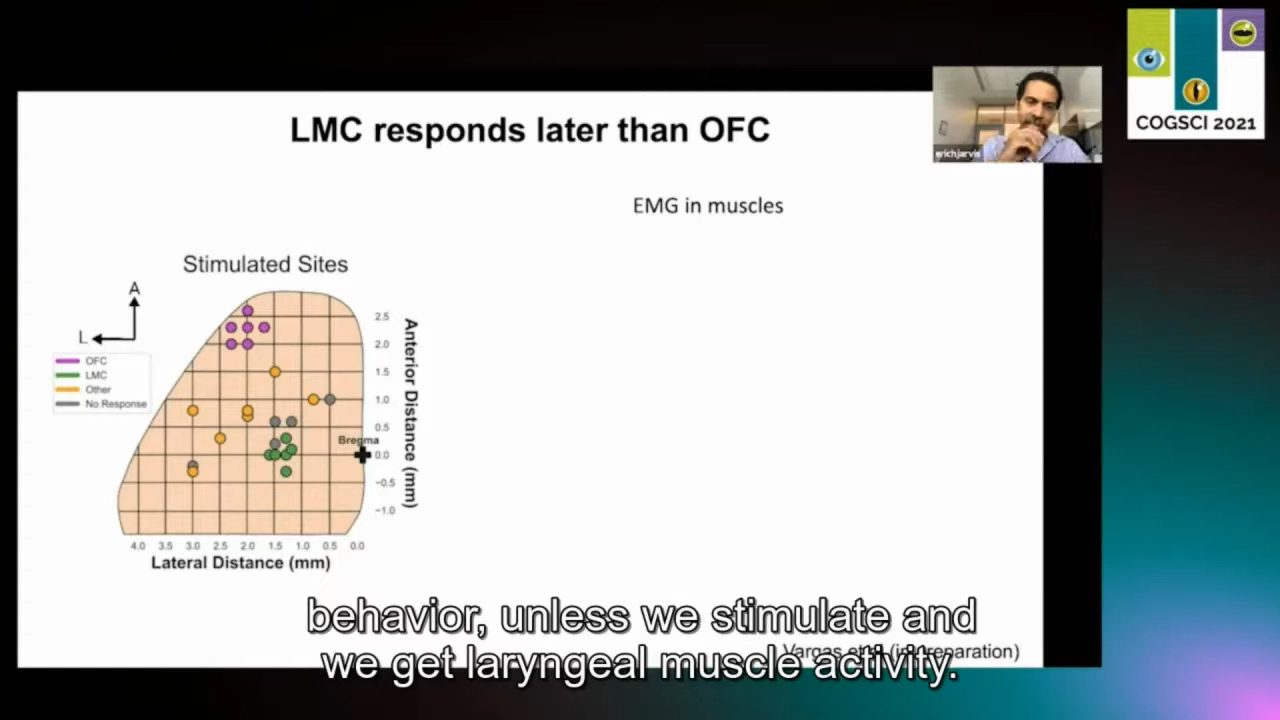 LMC responds later than OFC
erichjarvis
COGSCI 2021
EMG in muscles
Stimulated Sites
A
L
OFC
LMC
Other
No Response
2.5
2.0
1.5
1.0
0.5
Bregma
0.0
−0.5
−1.0
Anterior Distance (mm)
4.0 3.5 3.0 2.5 2.0 1.5 1.0 0.5 0.0
Lateral Distance (mm)
behavior, unless we stimulate and
we get laryngeal muscle activity.
Vargas et al (in preparation)